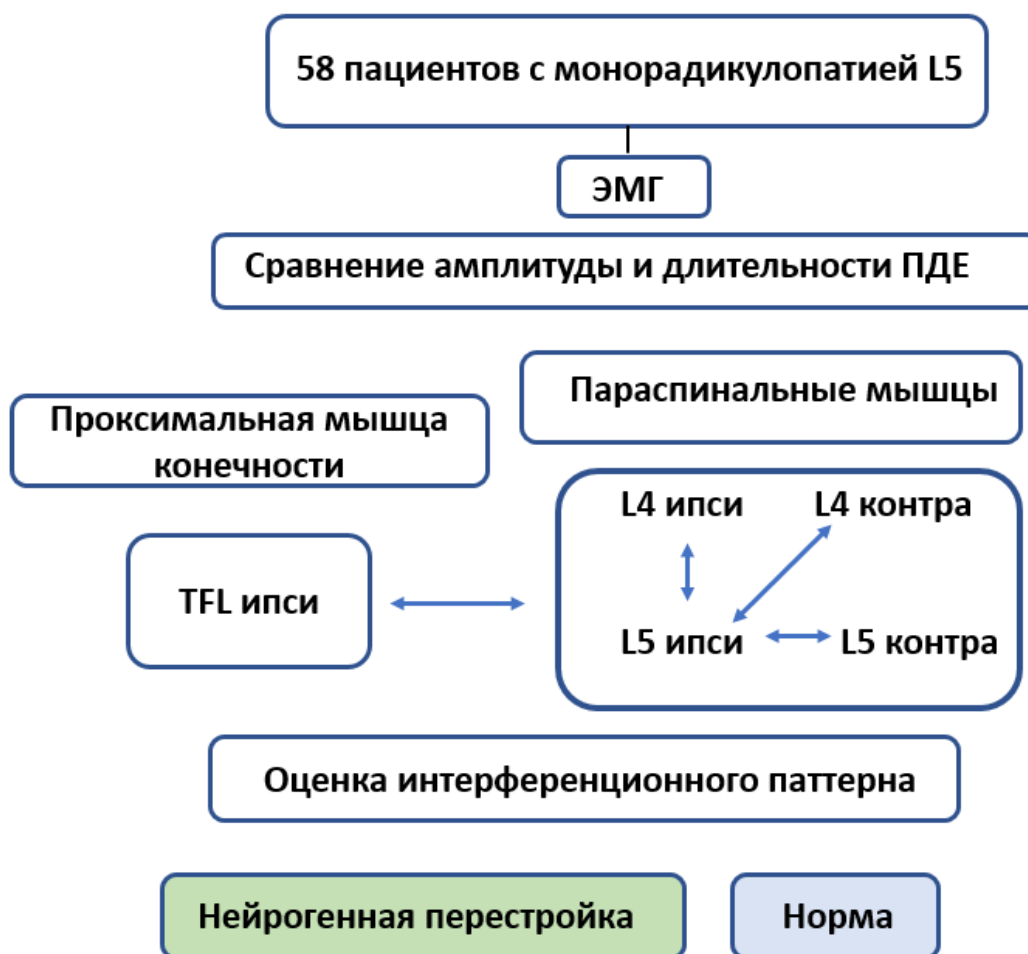 58 пациентов с монорадикулопатией L5
ЭМГ
Сравнение амплитуды и длительности ПДЕ
Параспинальные мышцы
Проксимальная мышца
конечности
L4 ипси L4 контра
TFL ипси
L5 ипси L5 контра
Оценка интерференционного паттерна
Нейрогенная перестройка
Норма